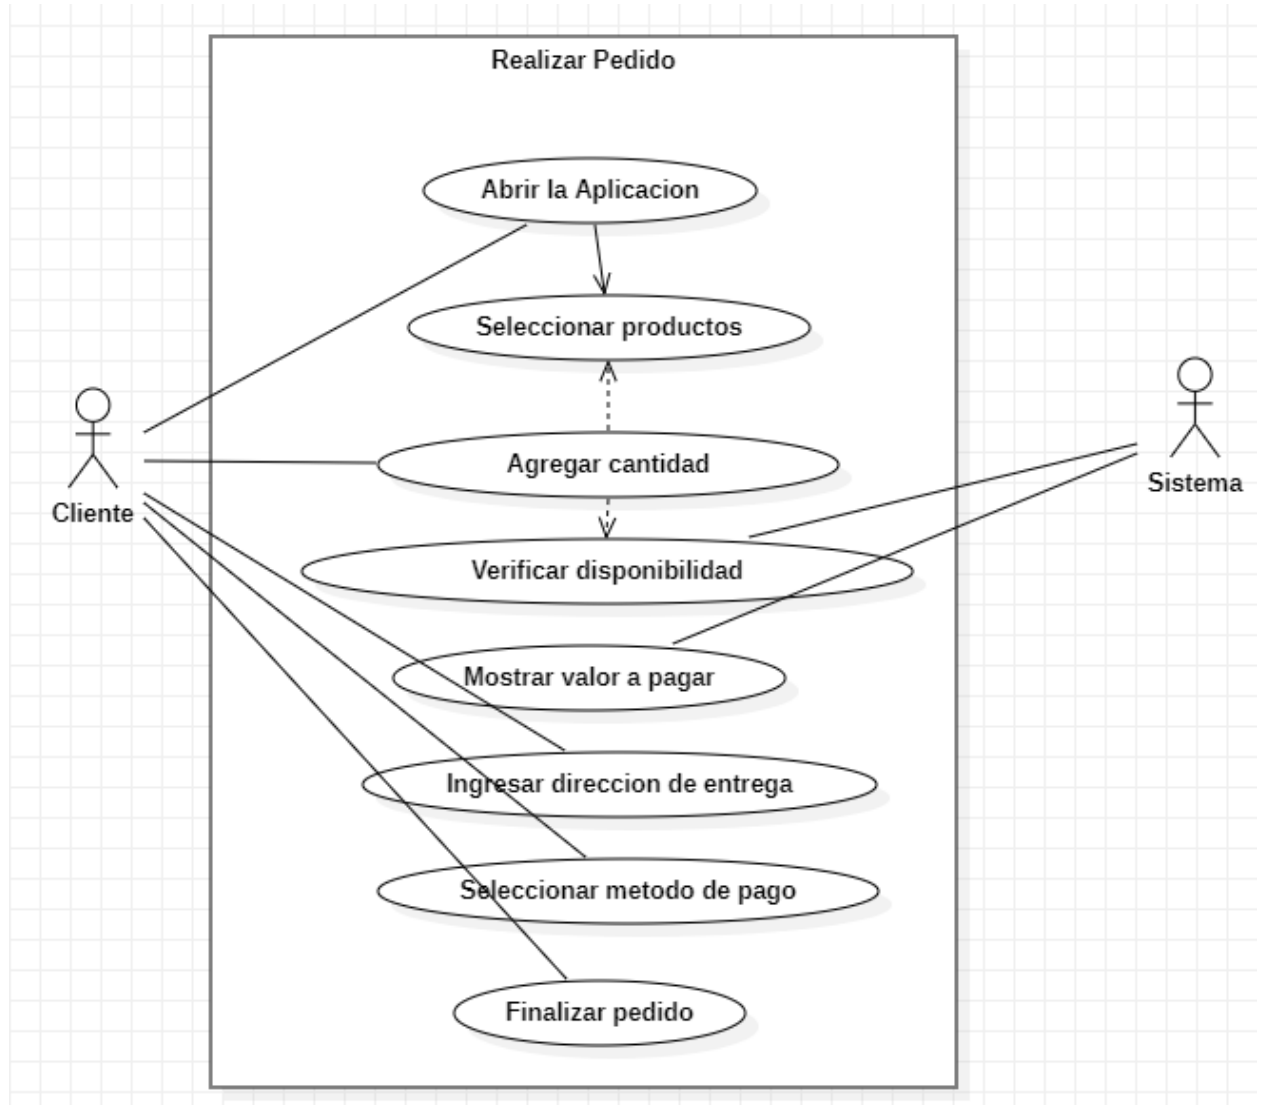 Realizar Pedido
Abrir la Aplicacion
Seleccionar productos
Agregar cantidad
Cliente
Sistema
Verificar disponibilidad
Mostrar valor a pagar
Ingresar direccion de entrega
Seleccionar metodo de pago
Finalizar pedido